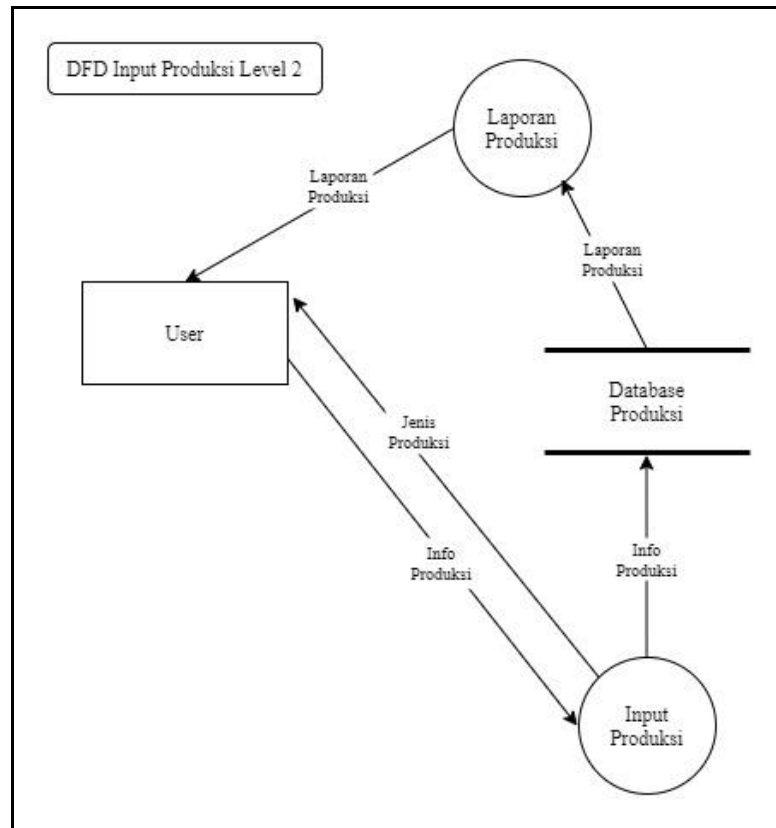 DFD Input Produksi Level 2
Laporan
Produksi
Laporan
Produksi
Laporan
Produksi
User
Database
Produksi
Jenis
Produksi
Info
Produksi
Info
Produksi
Input
Produksi